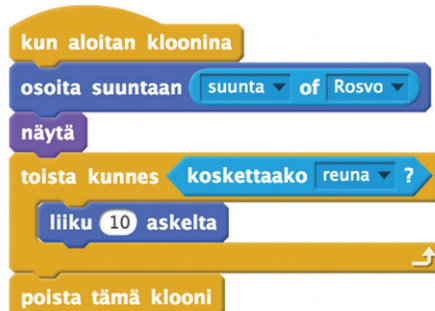 kun aloitan kloonina
osoita suuntaan suunta of Rosvo
näytä
toista kunnes koskettaako reuna ?
liiku 10 askelta
poista tämä klooni